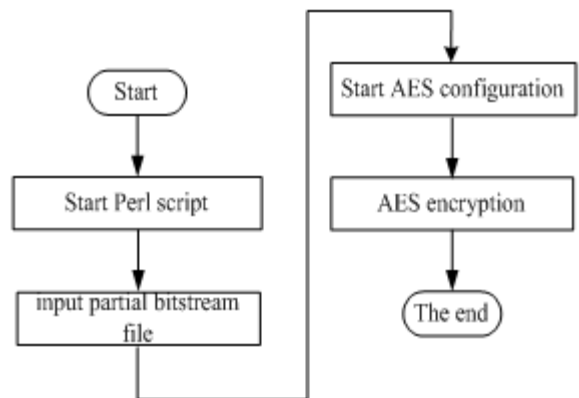 Start
Start Perl script
input partial bitstream
file
Start AES configuration
AES encryption
The end